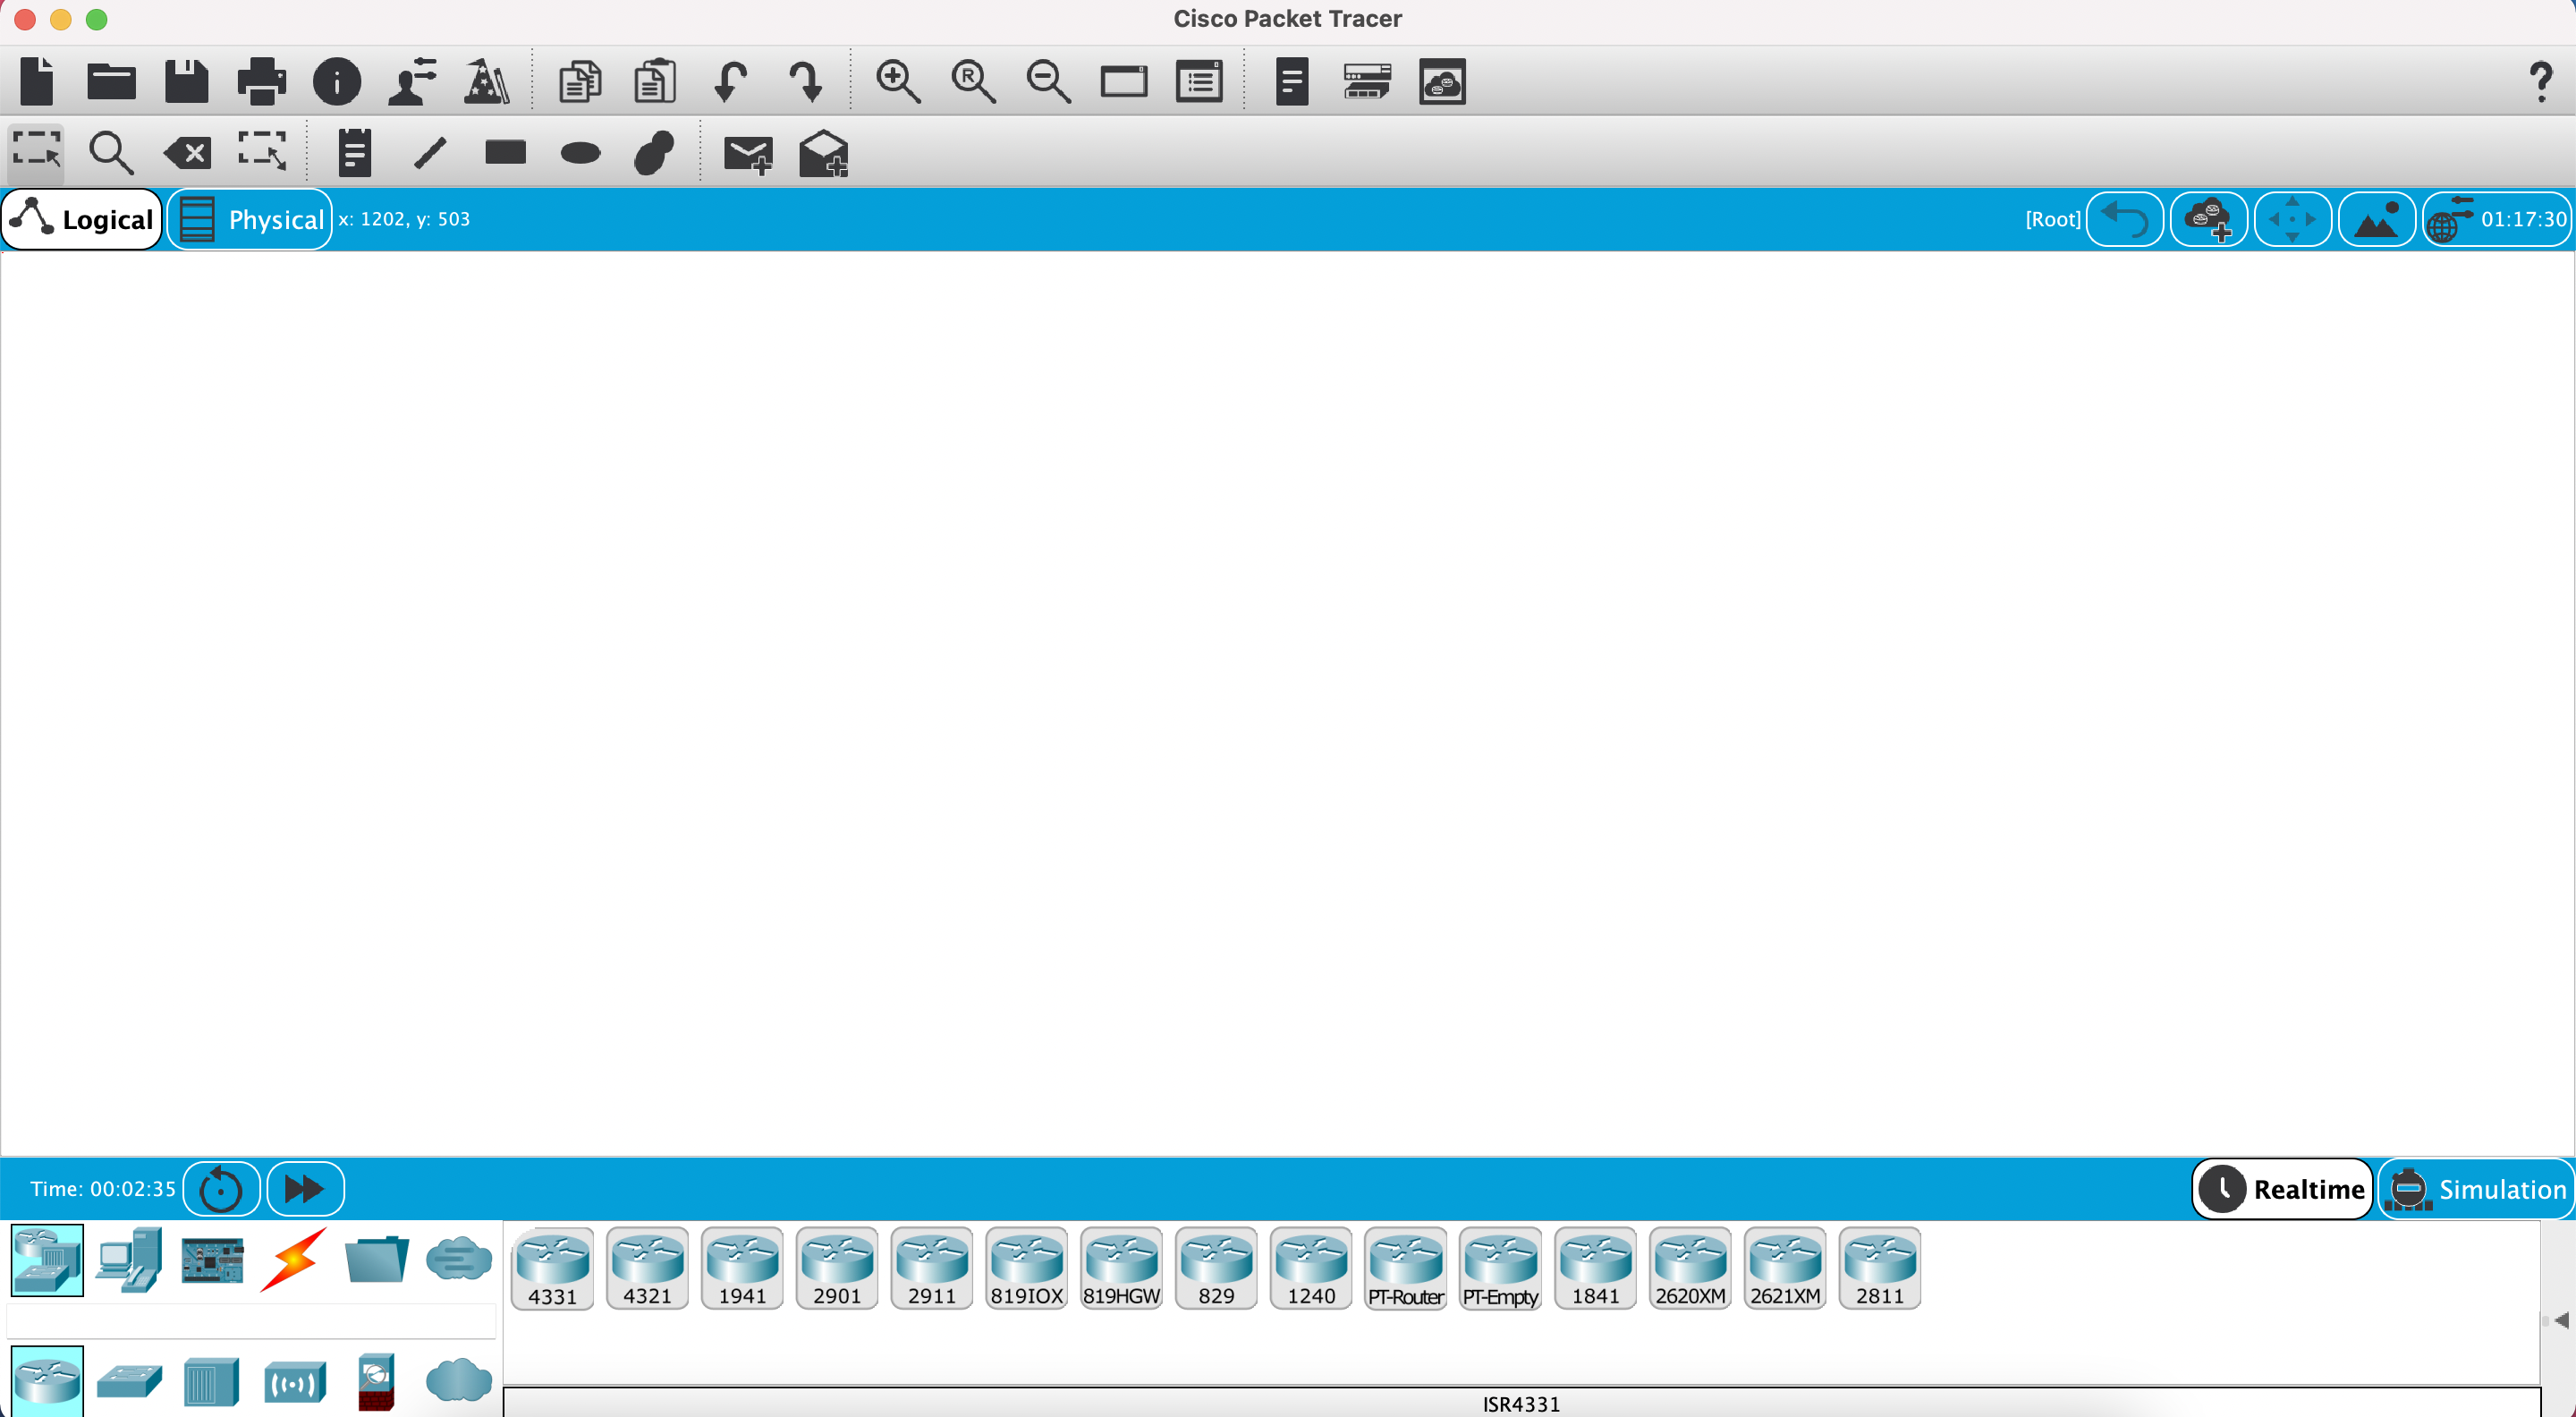 Cisco Packet Tracer
Logical Physical x: 1202, y: 503 [Root] 01:17:30
Time: 00:02:35 Realtime Simulation
4331 4321 1941 2901 2911 819IOX 819HGW 829 1240 PT-Router PT-Empty 1841 2620XM 2621XM 2811
ISR4331